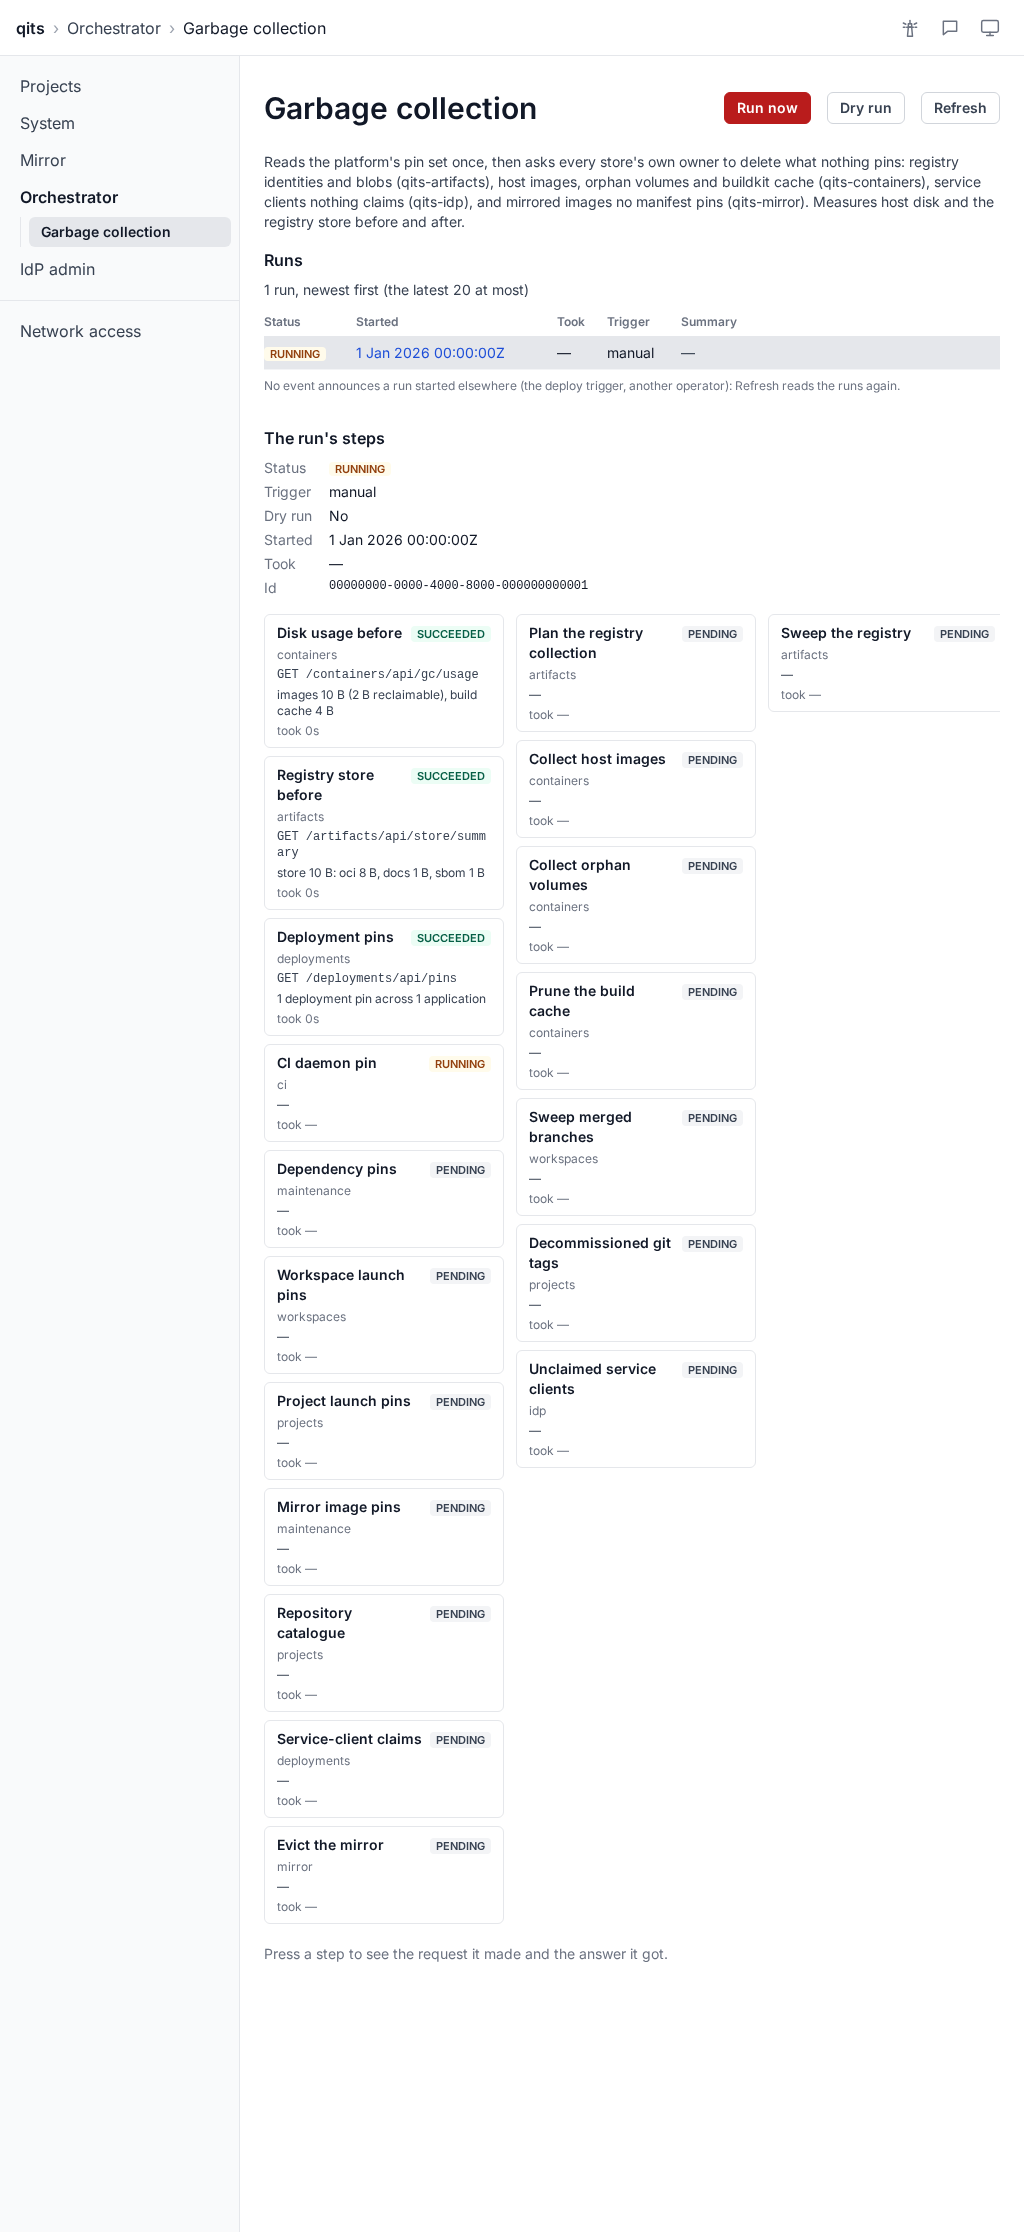 qits › Orchestrator › Garbage collection
Projects
System
Mirror
Orchestrator
Garbage collection
IdP admin
Network access
Garbage collection
Run now
Dry run
Refresh
Reads the platform's pin set once, then asks every store's own owner to delete what nothing pins: registry
identities and blobs (qits-artifacts), host images, orphan volumes and buildkit cache (qits-containers), service
clients nothing claims (qits-idp), and mirrored images no manifest pins (qits-mirror). Measures host disk and the
registry store before and after.
Runs
1 run, newest first (the latest 20 at most)
Status Started Took Trigger Summary
RUNNING 1 Jan 2026 00:00:00Z — manual —
No event announces a run started elsewhere (the deploy trigger, another operator): Refresh reads the runs again.
The run's steps
Status RUNNING
Trigger manual
Dry run No
Started 1 Jan 2026 00:00:00Z
Took —
Id 00000000-0000-4000-8000-000000000001
Disk usage before SUCCEEDED
containers
GET /containers/api/gc/usage
images 10 B (2 B reclaimable), build
cache 4 B
took 0s
Registry store SUCCEEDED
before
artifacts
GET /artifacts/api/store/summ
ary
store 10 B: oci 8 B, docs 1 B, sbom 1 B
took 0s
Deployment pins SUCCEEDED
deployments
GET /deployments/api/pins
1 deployment pin across 1 application
took 0s
CI daemon pin RUNNING
ci
—
took —
Dependency pins PENDING
maintenance
—
took —
Workspace launch PENDING
pins
workspaces
—
took —
Project launch pins PENDING
projects
—
took —
Mirror image pins PENDING
maintenance
—
took —
Repository PENDING
catalogue
projects
—
took —
Service-client claims PENDING
deployments
—
took —
Evict the mirror PENDING
mirror
—
took —
Plan the registry PENDING
collection
artifacts
—
took —
Collect host images PENDING
containers
—
took —
Collect orphan PENDING
volumes
containers
—
took —
Prune the build PENDING
cache
containers
—
took —
Sweep merged PENDING
branches
workspaces
—
took —
Decommissioned git PENDING
tags
projects
—
took —
Unclaimed service PENDING
clients
idp
—
took —
Sweep the registry PENDING
artifacts
—
took —
Press a step to see the request it made and the answer it got.